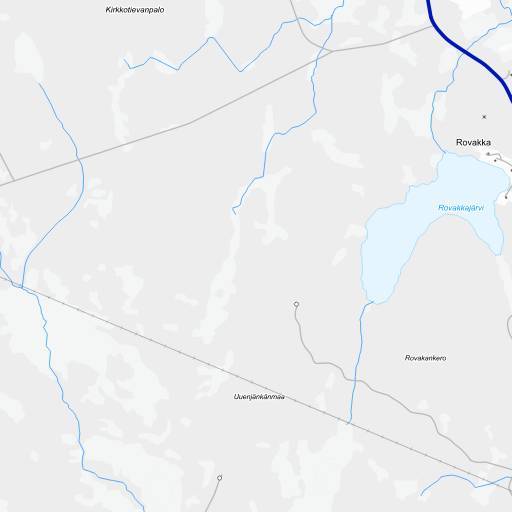 Kirkkotievanpalo
Rovakka
Rovakkajärvi
Rovakankero
Uuenjänkänmaa